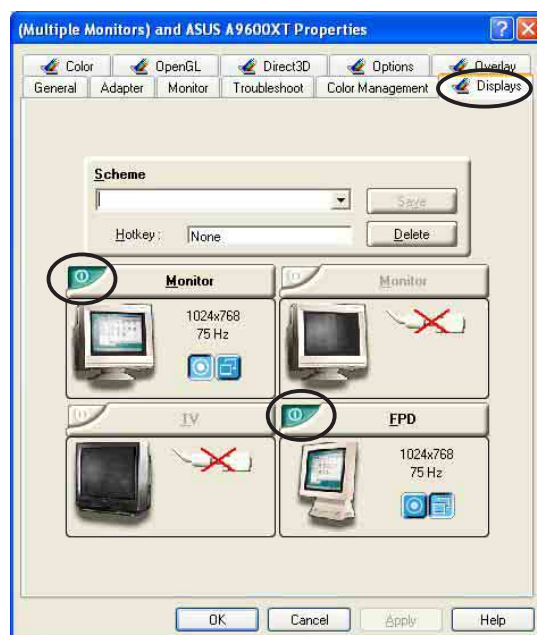 (Multiple Monitors) and ASUS A9600XT Properties
Color OpenGL Direct3D Options Overlay
General Adapter Monitor Troubleshoot Color Management Displays
Scheme
Save
Hotkey: None Delete
Monitor Monitor
1024x768
75 Hz
TV FPD
1024x768
75 Hz
OK Cancel Apply Help